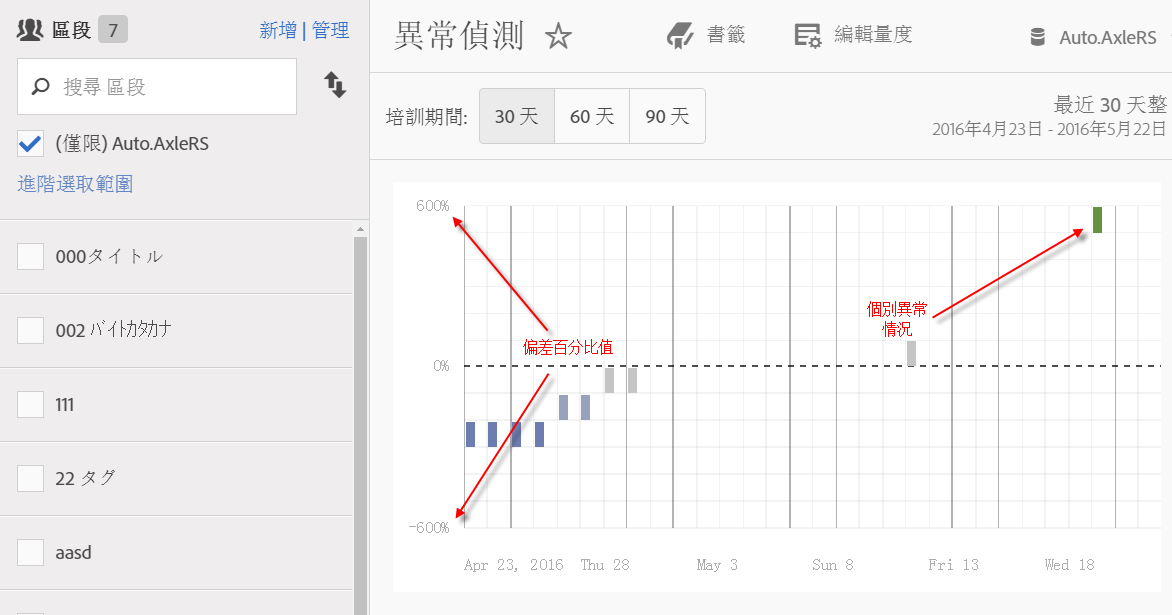 區段 7
新增 | 管理
搜尋 區段
(僅限) Auto.AxleRS
進階選取範圍
000タイトル
002 ﾊﾞｲﾄｶﾀｶﾅ
111
22 タグ
aasd
異常偵測
書籤
編輯量度
Auto.AxleRS
培訓期間:
30 天
60 天
90 天
最近 30 天整
2016年4月23日 - 2016年5月22日
600%
個別異常
情況
偏差百分比值
0%
-600%
Apr 23, 2016
Thu 28
May 3
Sun 8
Fri 13
Wed 18